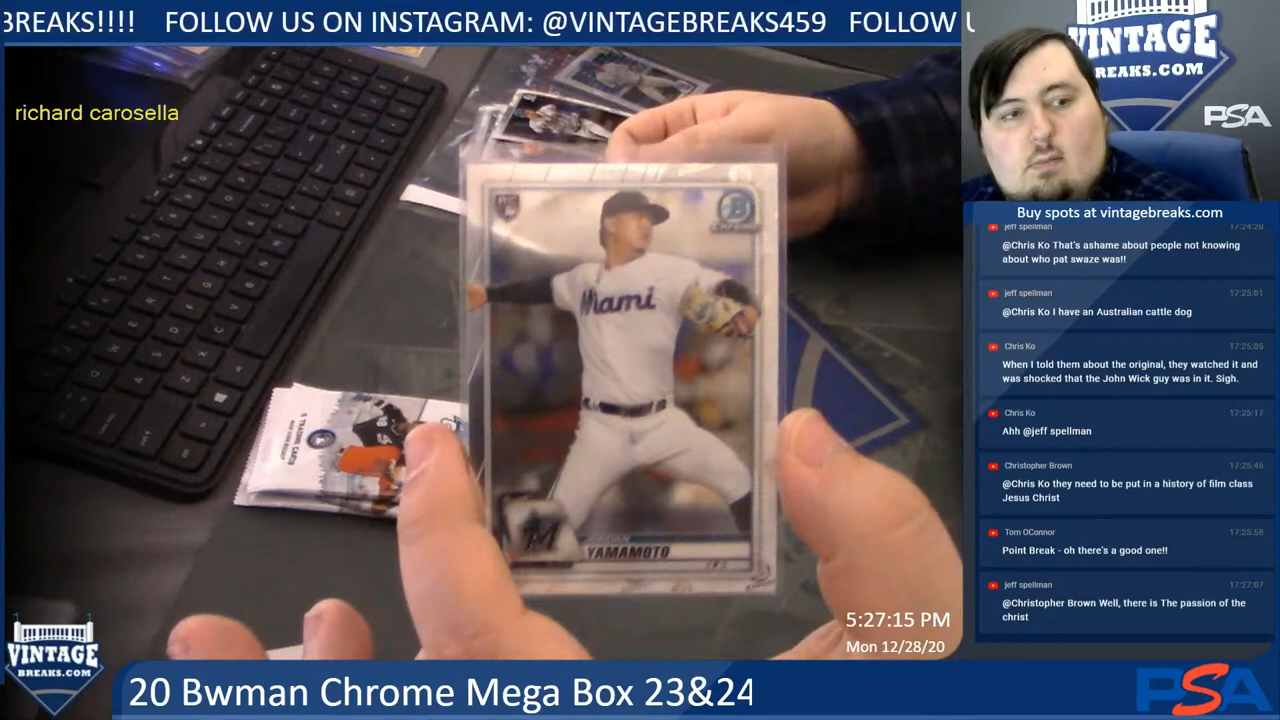 BREAKS!!!! FOLLOW US ON INSTAGRAM: @VINTAGEBREAKS459 FOLLOW U
richard carosella
VINTAGE
BREAKS.COM
PSA
Buy spots at vintagebreaks.com
jeff spellman 17:24:20
@Chris Ko That's ashame about people not knowing
about who pat swaze was!!
jeff spellman 17:25:01
@Chris Ko I have an Australian cattle dog
Chris Ko 17:25:05
When I told them about the original, they watched it and
was shocked that the John Wick guy was in it. Sigh.
Chris Ko 17:25:17
Ahh @jeff spellman
Christopher Brown 17:25:46
@Chris Ko they need to be put in a history of film class
Jesus Christ
Tom OConnor 17:25:58
Point Break - oh there's a good one!!
jeff spellman 17:27:07
@Christopher Brown Well, there is The passion of the
christ
CHROME
Miami
JORDAN
YAMAMOTO
5 TRADING CARDS
5:27:15 PM
Mon 12/28/20
VINTAGE
BREAKS.COM
20 Bwman Chrome Mega Box 23&24
PSA